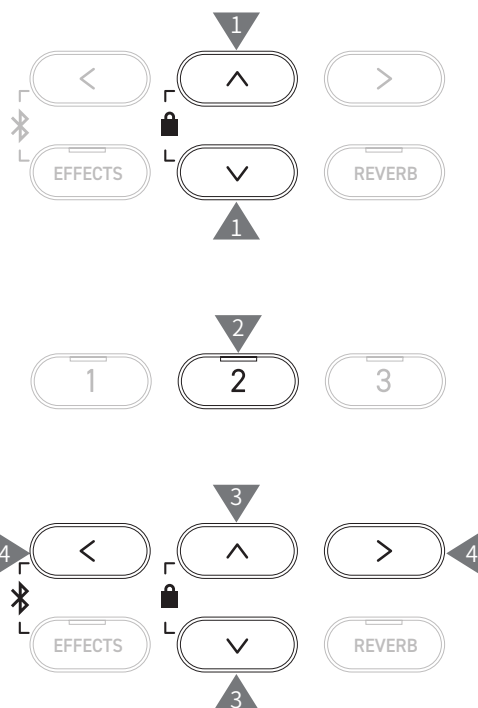 1
< ∧ >
EFFECTS ∨ REVERB
1
2
1 2 3
3
4 < ∧ > 4
EFFECTS ∨ REVERB
3